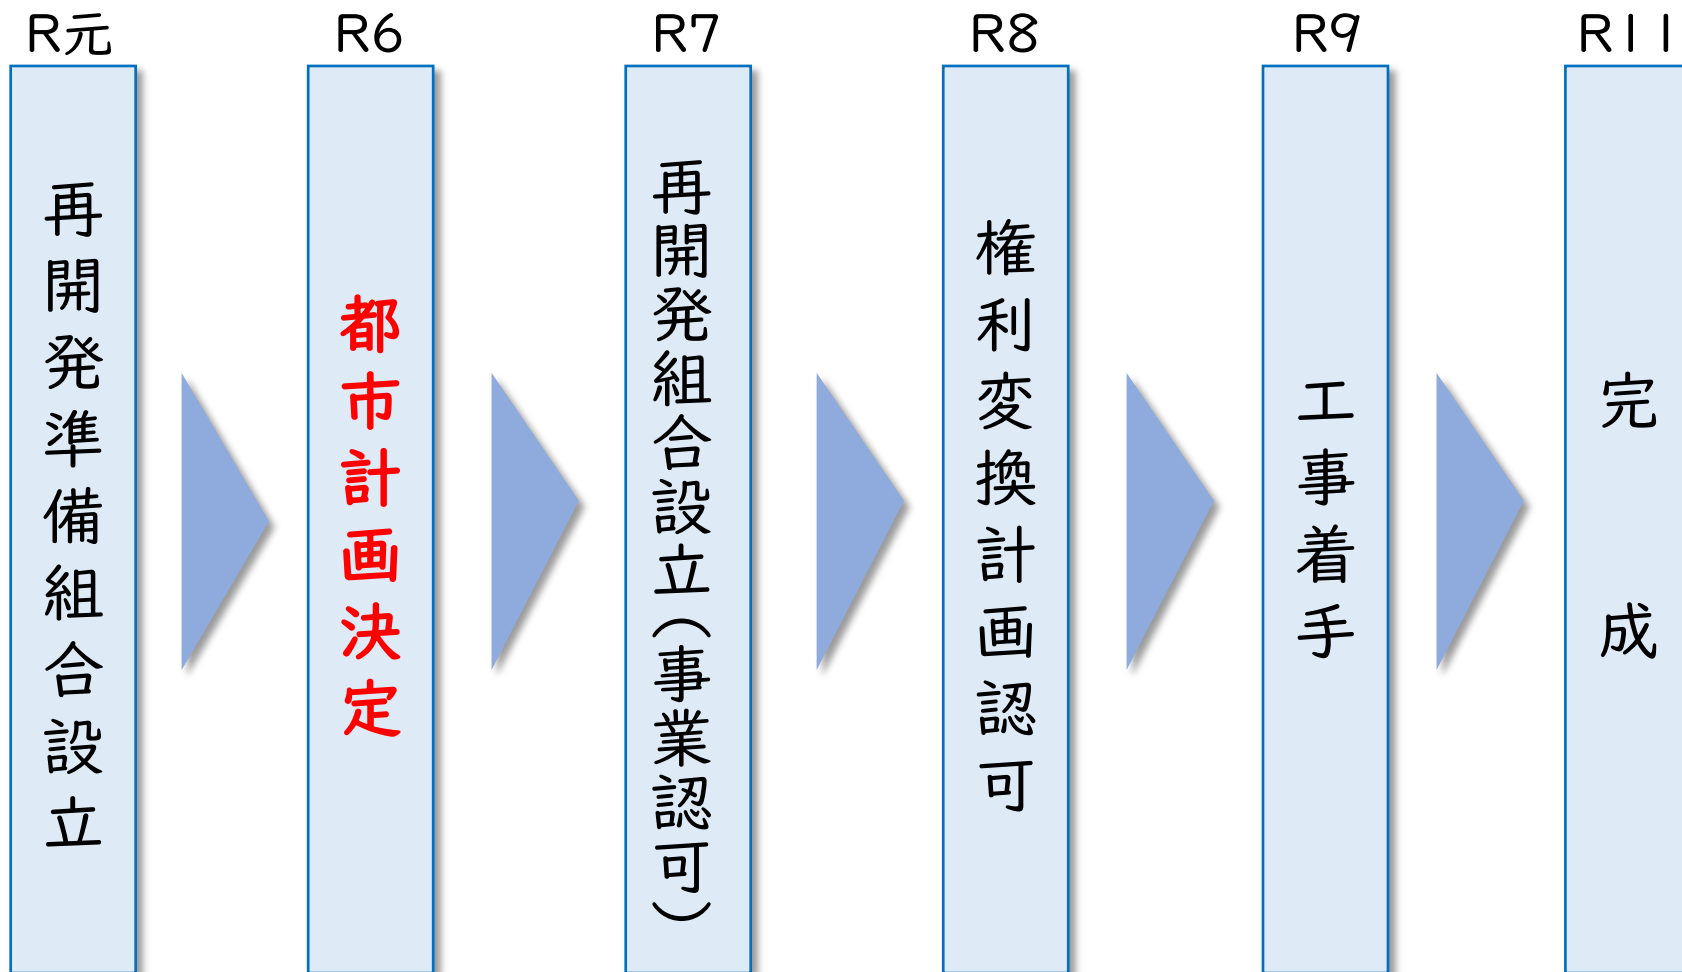 R元
再開発準備組合設立
R6
都市計画決定
R7
再開発組合設立(事業認可)
R8
権利変換計画認可
R9
工事着手
R11
完成